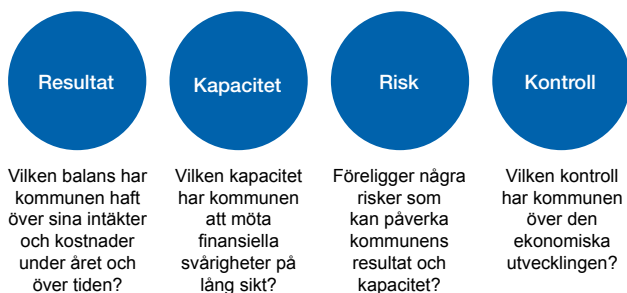 Resultat
Vilken balans har
kommunen haft
över sina intäkter
och kostnader
under året och
över tiden?
Kapacitet
Vilken kapacitet
har kommunen
att möta
finansiella
svårigheter på
lång sikt?
Risk
Föreligger några
risker som
kan påverka
kommunens
resultat och
kapacitet?
Kontroll
Vilken kontroll
har kommunen
över den
ekonomiska
utvecklingen?